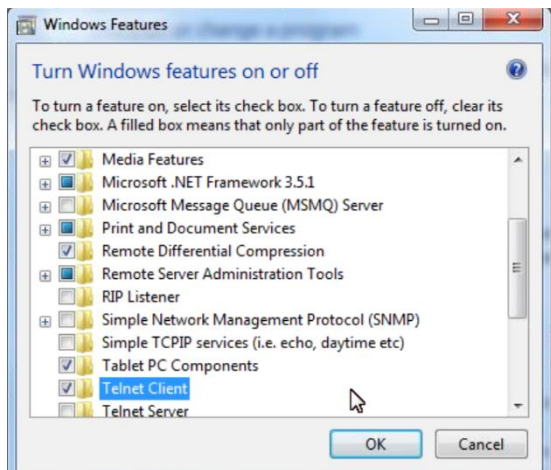 Windows Features
or change a program
Turn Windows features on or off
To turn a feature on, select its check box. To turn a feature off, clear its
check box. A filled box means that only part of the feature is turned on.
Media Features
Microsoft .NET Framework 3.5.1
Microsoft Message Queue (MSMQ) Server
Print and Document Services
Remote Differential Compression
Remote Server Administration Tools
RIP Listener
Simple Network Management Protocol (SNMP)
Simple TCPIP services (i.e. echo, daytime etc)
Tablet PC Components
Telnet Client
Telnet Server
OK Cancel